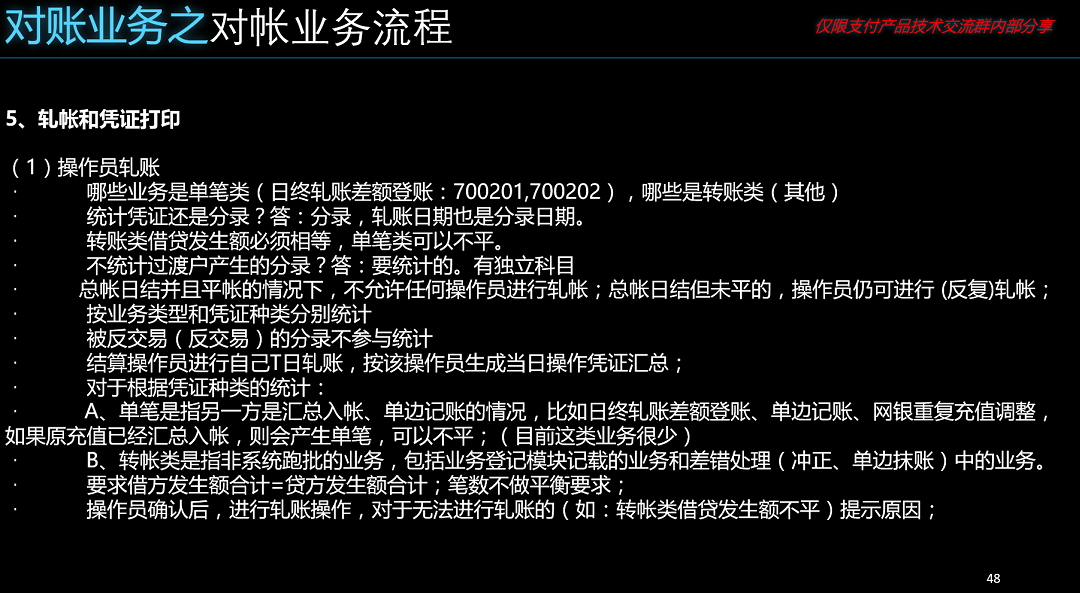 对账业务之对帐业务流程
仅限支付产品技术交流群内部分享
5、轧帐和凭证打印
（1）操作员轧账
· 哪些业务是单笔类（日终轧账差额登账：700201,700202），哪些是转账类（其他）
· 统计凭证还是分录？答：分录，轧账日期也是分录日期。
· 转账类借贷发生额必须相等，单笔类可以不平。
· 不统计过渡户产生的分录？答：要统计的。有独立科目
· 总帐日结并且平帐的情况下，不允许任何操作员进行轧帐；总帐日结但未平的，操作员仍可进行 (反复)轧帐；
· 按业务类型和凭证种类分别统计
· 被反交易（反交易）的分录不参与统计
· 结算操作员进行自己T日轧账，按该操作员生成当日操作凭证汇总；
· 对于根据凭证种类的统计：
· A、单笔是指另一方是汇总入帐、单边记账的情况，比如日终轧账差额登账、单边记账、网银重复充值调整，
如果原充值已经汇总入帐，则会产生单笔，可以不平；（目前这类业务很少）
· B、转帐类是指非系统跑批的业务，包括业务登记模块记载的业务和差错处理（冲正、单边抹账）中的业务。
· 要求借方发生额合计=贷方发生额合计；笔数不做平衡要求；
· 操作员确认后，进行轧账操作，对于无法进行轧账的（如：转帐类借贷发生额不平）提示原因；
48